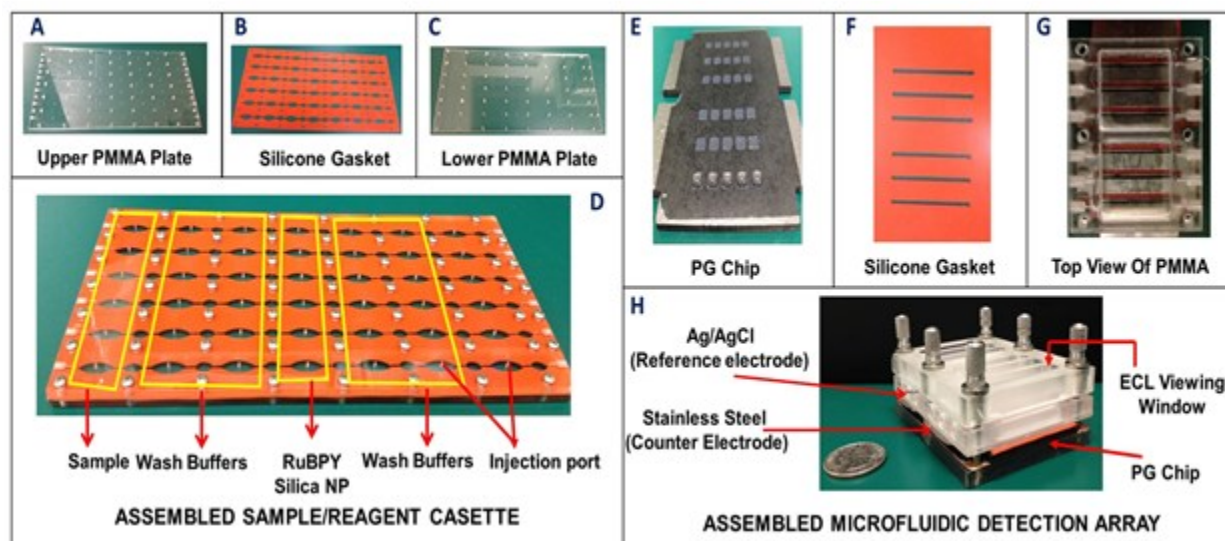 A
Upper PMMA Plate
B
Silicone Gasket
C
Lower PMMA Plate
D
Sample
Wash Buffers
RuBPY
Silica NP
Wash Buffers
Injection port
ASSEMBLED SAMPLE/REAGENT CASETTE
E
PG Chip
F
Silicone Gasket
G
Top View Of PMMA
H
Ag/AgCl
(Reference electrode)
Stainless Steel
(Counter Electrode)
ECL Viewing
Window
PG Chip
ASSEMBLED MICROFLUIDIC DETECTION ARRAY